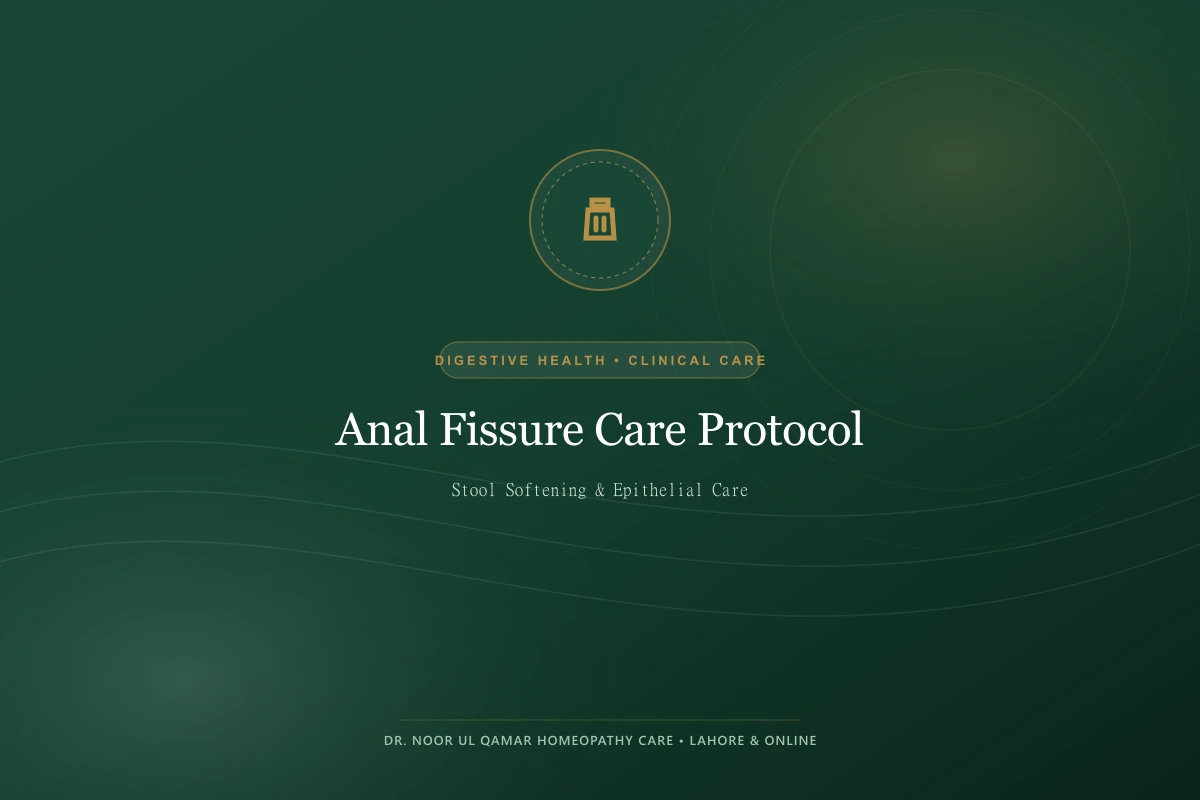 DIGESTIVE HEALTH • CLINICAL CARE
Anal Fissure Care Protocol
Stool Softening & Epithelial Care
DR. NOOR UL QAMAR HOMEOPATHY CARE • LAHORE & ONLINE